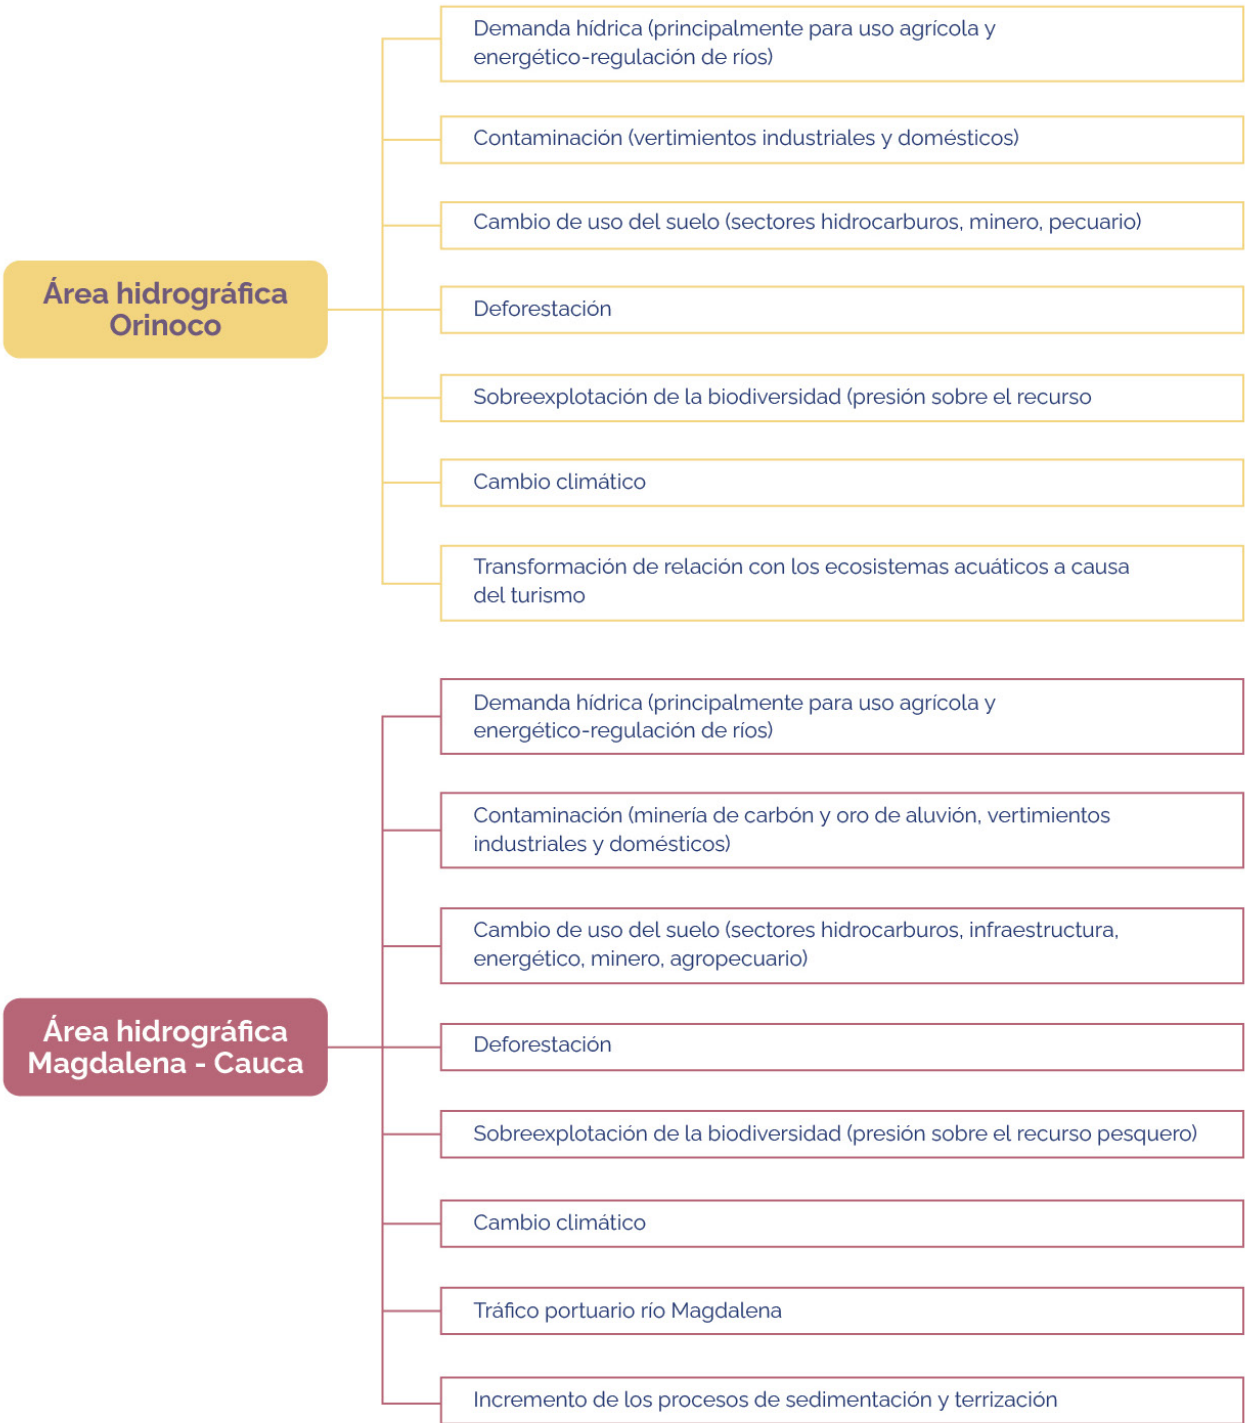 Demanda hídrica (principalmente para uso agrícola y
energético-regulación de ríos)
Contaminación (vertimientos industriales y domésticos)
Cambio de uso del suelo (sectores hidrocarburos, minero, pecuario)
Área hidrográfica
Orinoco
Deforestación
Sobreexplotación de la biodiversidad (presión sobre el recurso
Cambio climático
Transformación de relación con los ecosistemas acuáticos a causa
del turismo
Demanda hídrica (principalmente para uso agrícola y
energético-regulación de ríos)
Contaminación (minería de carbón y oro de aluvión, vertimientos
industriales y domésticos)
Cambio de uso del suelo (sectores hidrocarburos, infraestructura,
energético, minero, agropecuario)
Área hidrográfica
Magdalena - Cauca
Deforestación
Sobreexplotación de la biodiversidad (presión sobre el recurso pesquero)
Cambio climático
Tráfico portuario río Magdalena
Incremento de los procesos de sedimentación y terrización